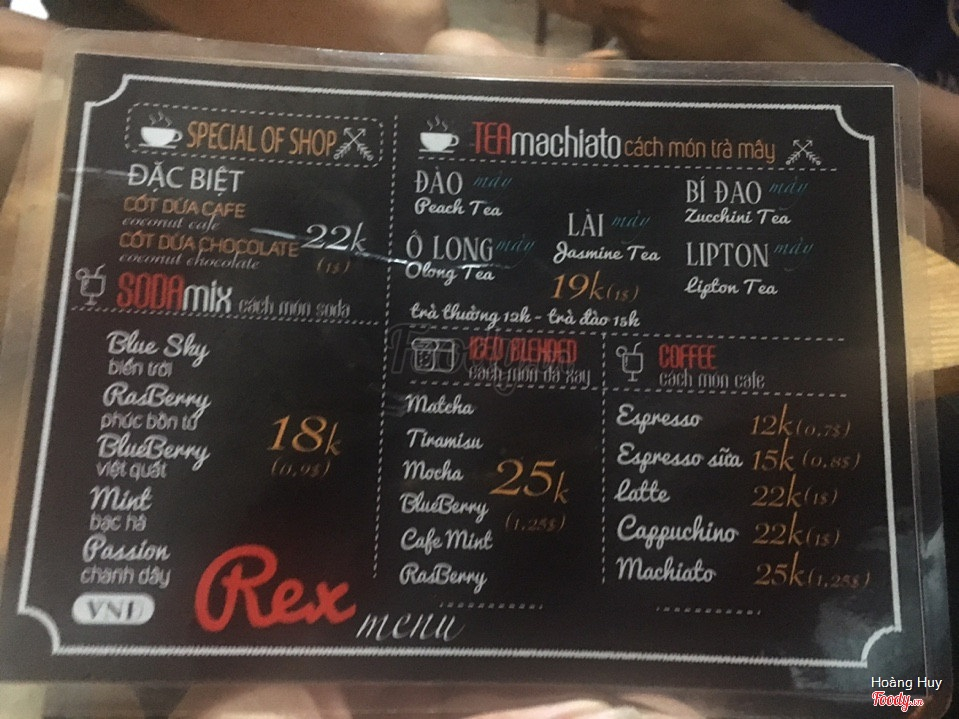 SPECIAL OF SHOP
ĐẶC BIỆT
CỐT DỪA CAFE
coconut cafe
CỐT DỪA CHOCOLATE
coconut chocolate
22k
(1$)
TEAmachiato cách món trà mây
ĐÀO mây
Peach Tea
BÍ ĐAO mây
Zucchini Tea
LÀI mây
Jasmine Tea
Ô LONG mây
Olong Tea
LIPTON mây
Lipton Tea
19k(1$)
trà thường 12k - trà đào 15k
SODAmix cách món soda
Blue Sky
biển trời
RasBerry
phúc bồn tử
BlueBerry
việt quất
Mint
bạc hà
Passion
chanh dây
18k
(0,9$)
ICED BLENDED
cách món đá xay
Matcha
Tiramisu
Mocha
BlueBerry
Cafe Mint
RasBerry
25k
(1,25$)
COFFEE
cách món cafe
Espresso 12k(0,7$)
Espresso sữa 15k (0,8$)
Latte 22k(1$)
Cappuchino 22k(1$)
Machiato 25k(1,25$)
VNĐ
Rex menu
Foody.vn
Hoàng Huy
Foody.vn